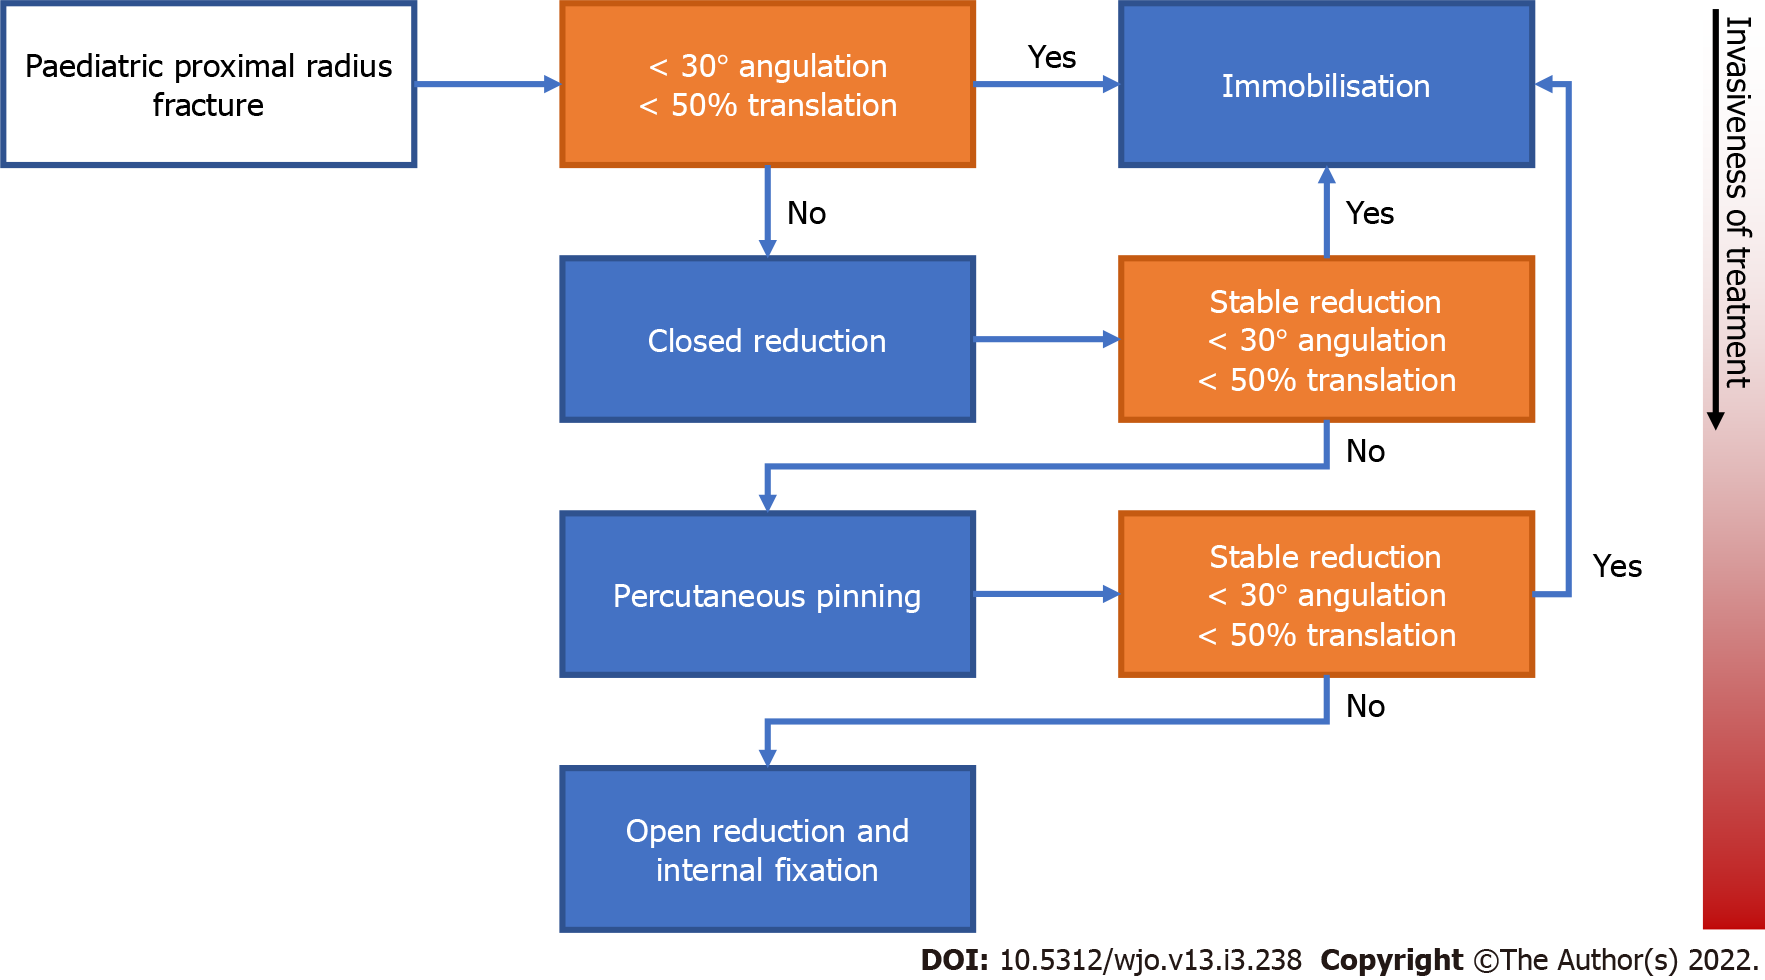 Paediatric proximal radius
fracture
< 30° angulation
< 50% translation
Yes
Immobilisation
No
Yes
Closed reduction
Stable reduction
< 30° angulation
< 50% translation
No
Percutaneous pinning
Stable reduction
< 30° angulation
< 50% translation
Yes
No
Open reduction and
internal fixation
Invasiveness of treatment
DOI: 10.5312/wjo.v13.i3.238 Copyright ©The Author(s) 2022.